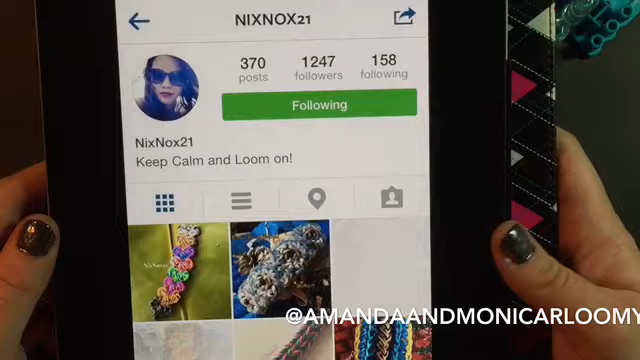 NIXNOX21
370 1247 158
posts followers following
Following
NixNox21
Keep Calm and Loom on!
@AMANDAANDMONICARLOOMY